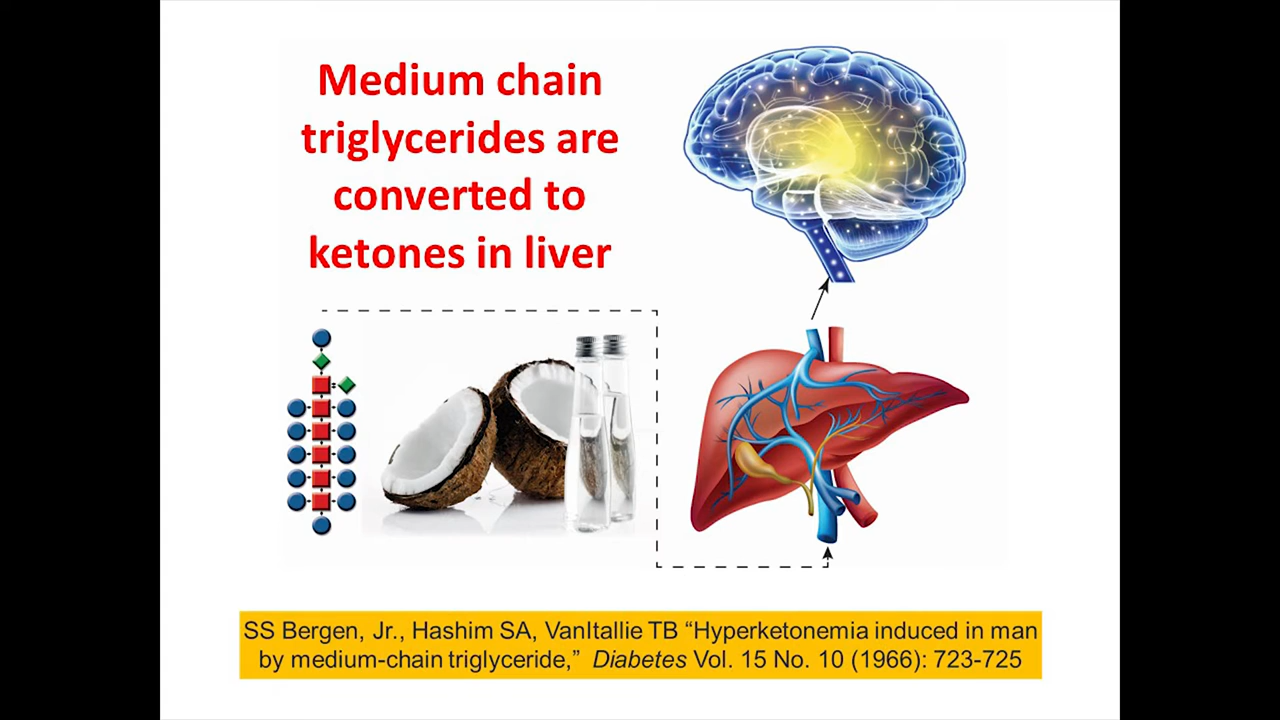 Medium chain
triglycerides are
converted to
ketones in liver
SS Bergen, Jr., Hashim SA, VanItallie TB “Hyperketonemia induced in man
by medium-chain triglyceride,” Diabetes Vol. 15 No. 10 (1966): 723-725